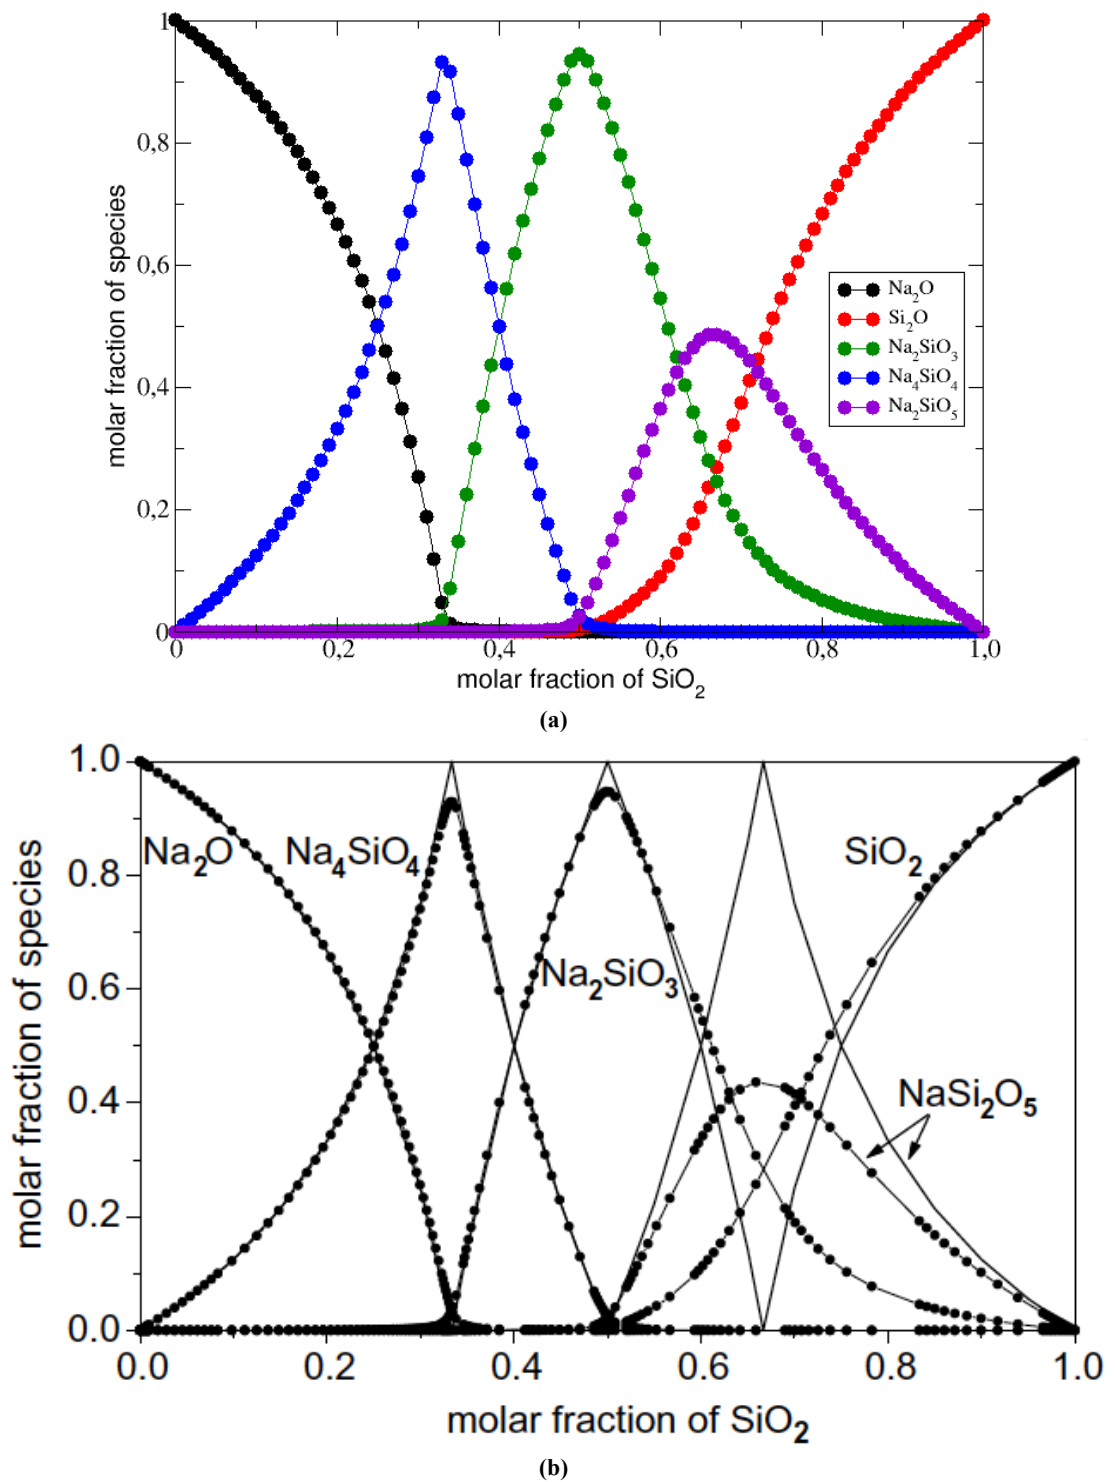 1
0,8
0,6
0,4
0,2
0
molar fraction of species
Na₂O
Si₂O
Na₂SiO₃
Na₄SiO₄
Na₂SiO₅
0 0,2 0,4 0,6 0,8 1,0
molar fraction of SiO₂
(a)
1.0
0.8
0.6
0.4
0.2
0.0
molar fraction of species
Na₂O Na₄SiO₄ SiO₂
Na₂SiO₃
NaSi₂O₅
0.0 0.2 0.4 0.6 0.8 1.0
molar fraction of SiO₂
(b)